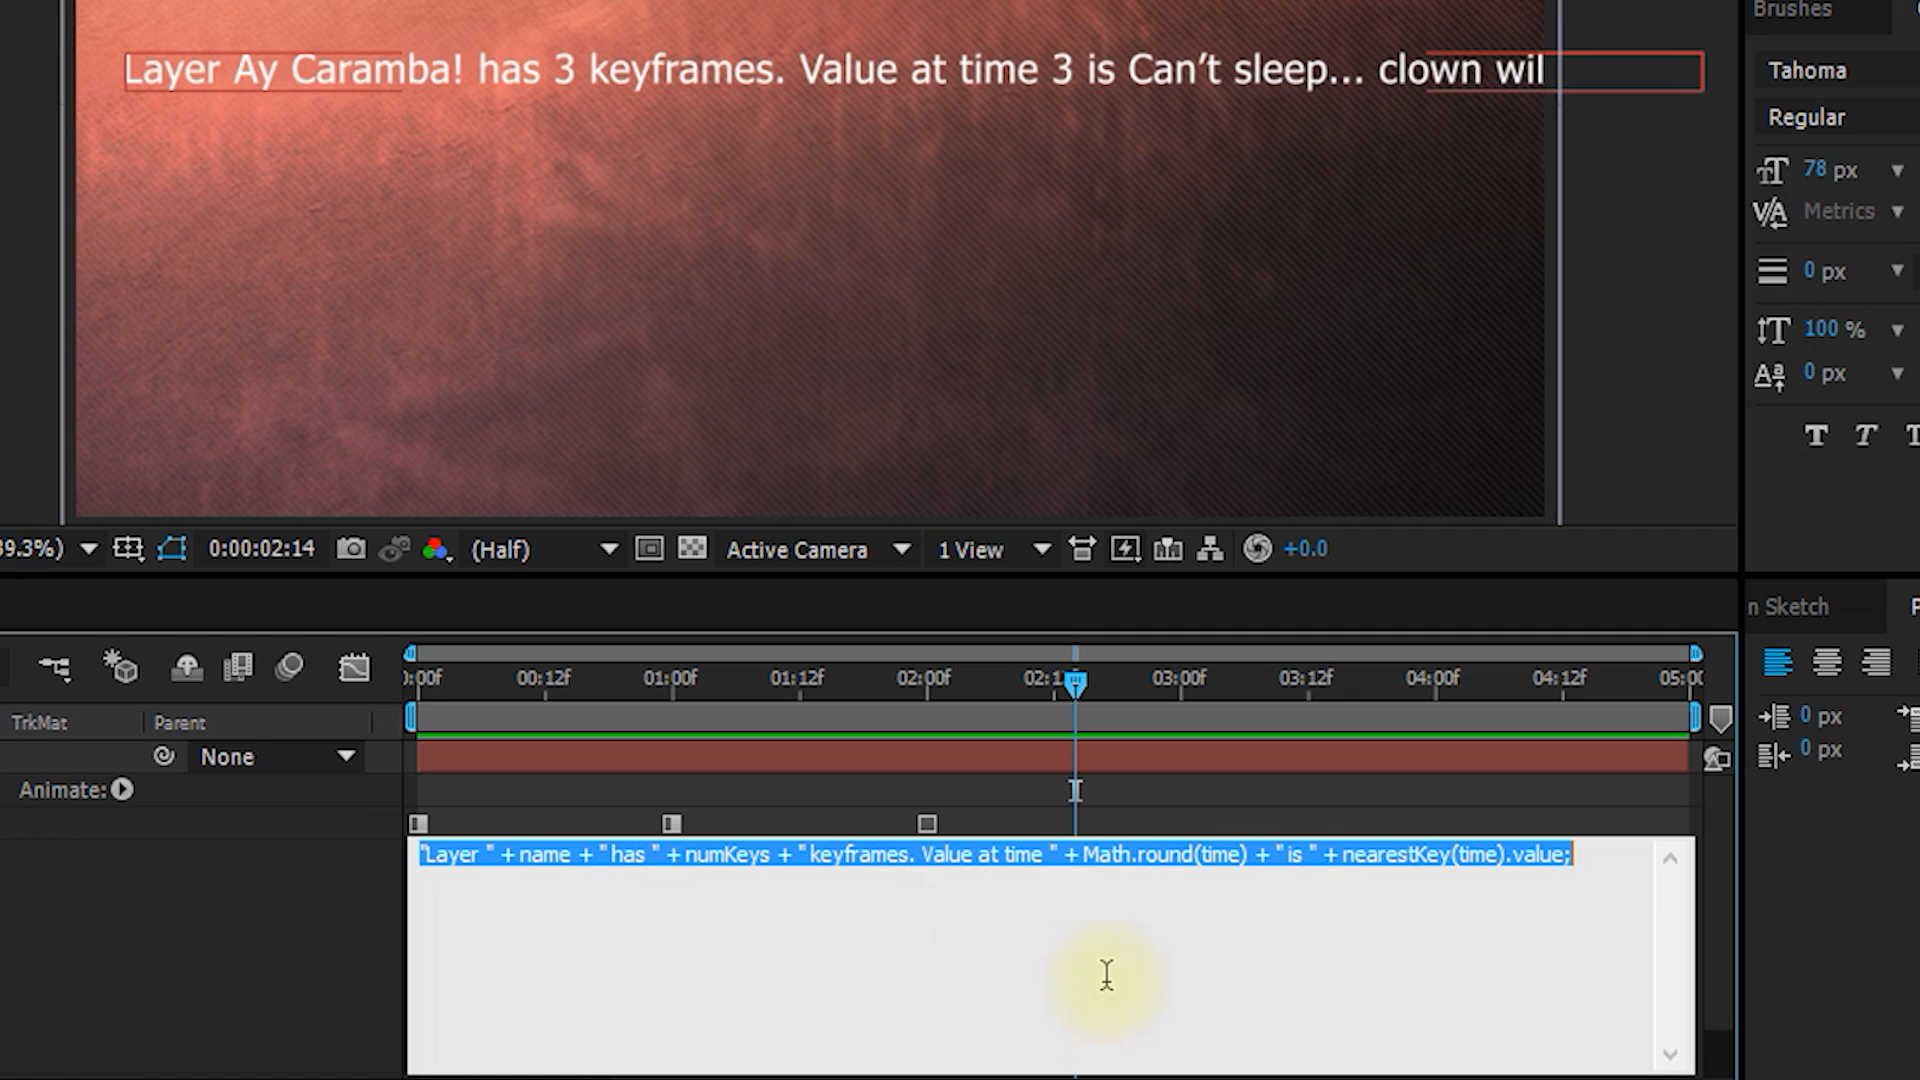 Brushes
Layer Ay Caramba! has 3 keyframes. Value at time 3 is Can't sleep... clown wil
Tahoma
Regular
78 px
Metrics
0 px
100 %
0 px
T T T
39.3%) 0:00:02:14 (Half) Active Camera 1 View +0.0
n Sketch
:00f 00:12f 01:00f 01:12f 02:00f 02:1 03:00f 03:12f 04:00f 04:12f 05:00
TrkMat Parent
0 px
None
0 px
Animate:
"Layer " + name + " has " + numKeys + " keyframes. Value at time " + Math.round(time) + " is " + nearestKey(time).value;